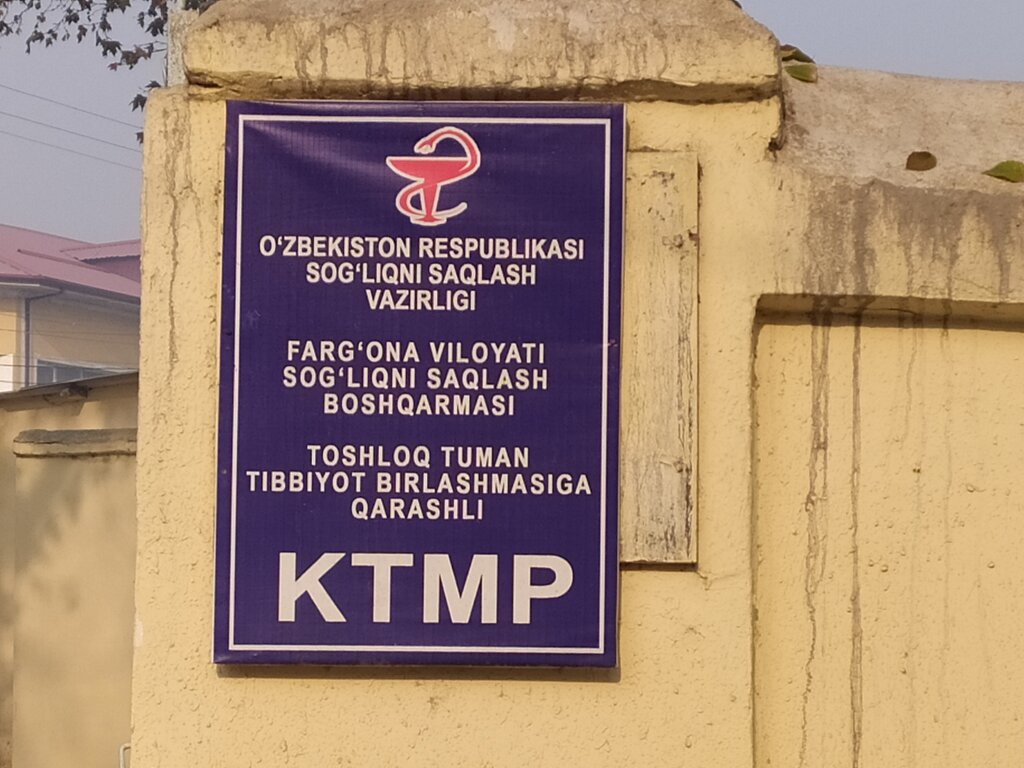 O‘ZBEKISTON RESPUBLIKASI
SOG‘LIQNI SAQLASH
VAZIRLIGI
FARG‘ONA VILOYATI
SOG‘LIQNI SAQLASH
BOSHQARMASI
TOSHLOQ TUMAN
TIBBIYOT BIRLASHMASIGA
QARASHLI
KTMP